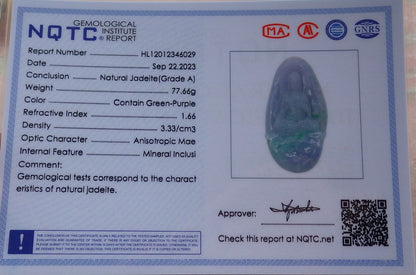 NQTC GEMOLOGICAL
INSTITUTE
® REPORT
MA
GNRS
Report Number HL12012346029
Date Sep 22,2023
Conclusion Natural Jadeite(Grade A)
Weight 77.66g
Color Contain Green-Purple
Refractive Index 1.66
Density 3.33/cm3
Optic Character Anisotropic Mae
Internal Feature Mineral Inclusi
Comment:
Gemological tests correspond to the charact
eristics of natural jadeite.
Approver:
Check this report at NQTC.net